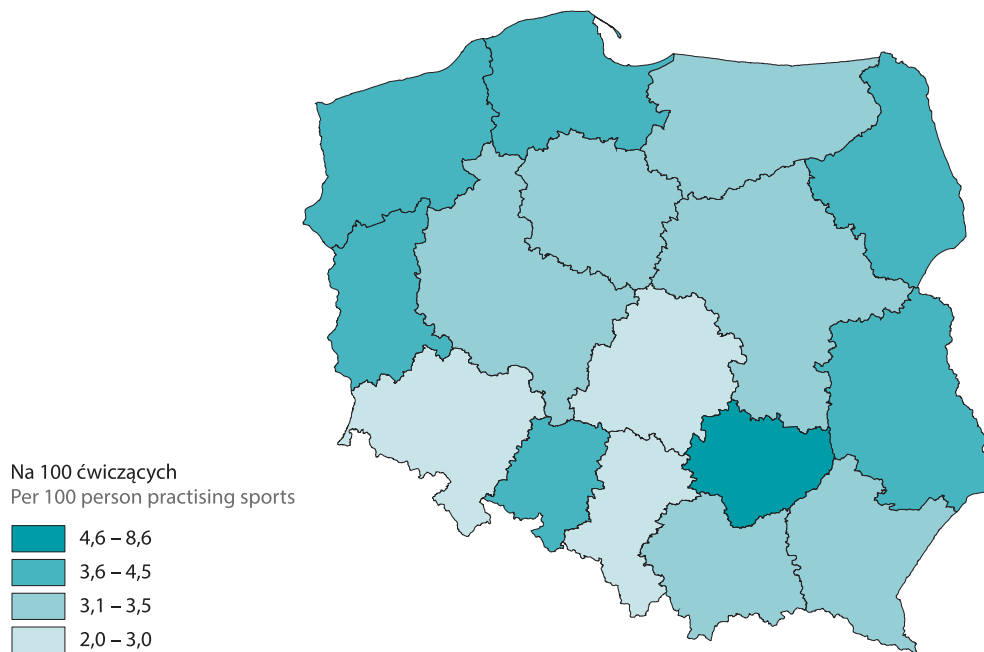 Na 100 ćwiczących
Per 100 person practising sports
4,6 – 8,6
3,6 – 4,5
3,1 – 3,5
2,0 – 3,0